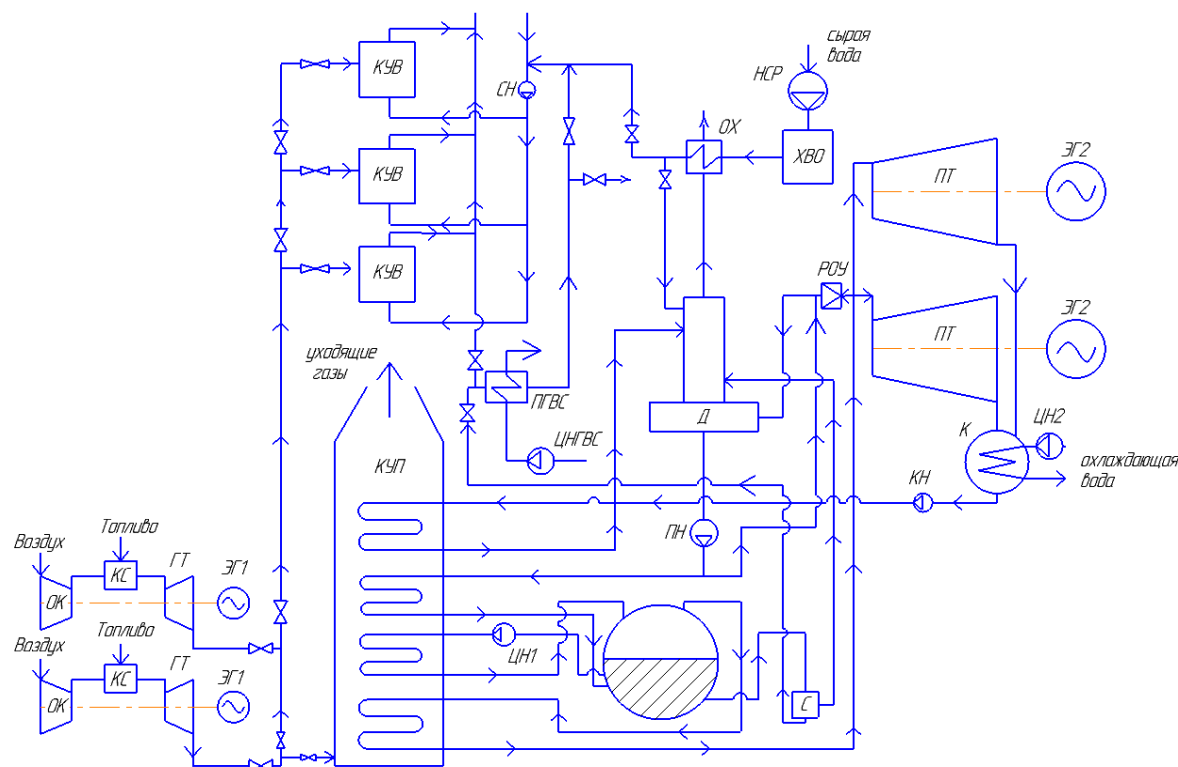 сырая
вода
НСР
КУВ
СН
ОХ
ХВО
ЭГ2
КУВ
ПТ
КУВ
РОУ
ЭГ2
уходящие
газы
ПТ
ПГВС
Д
К
ЦН2
ЦНГВС
охлаждающая
вода
КУП
КН
Топливо
ПН
Воздух
ГТ
ЭГ1
КС
ОК
Топливо
Воздух
ЦН1
ГТ
ЭГ1
КС
ОК
С